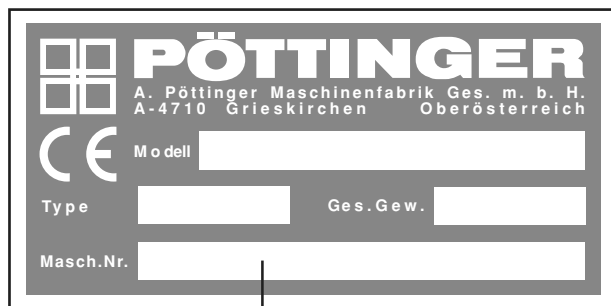 PÖTTINGER
A. Pöttinger Maschinenfabrik Ges. m. b. H.
A-4710 Grieskirchen Oberösterreich
CE Modell
Type Ges.Gew.
Masch.Nr.